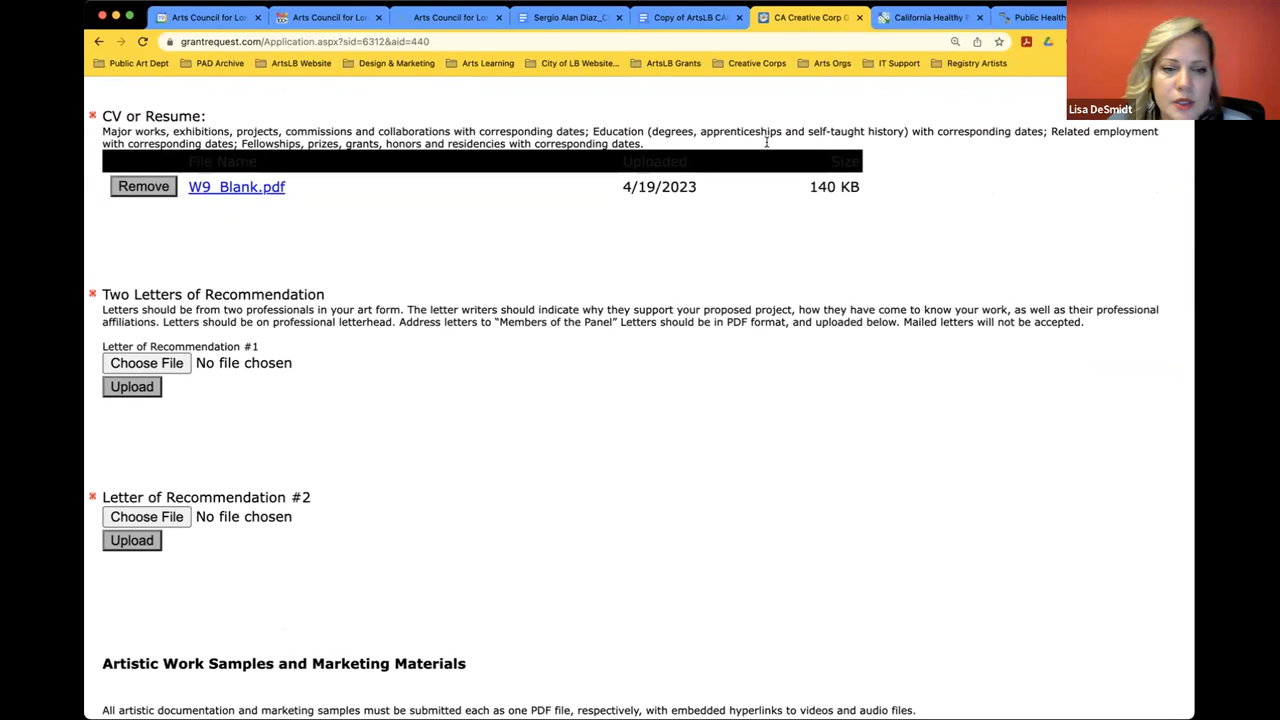 Arts Council for Lo
Arts Council for Lon
Arts Council for Lo
Sergio Alan Diaz_C
Copy of ArtsLB CA
CA Creative Corp G
California Healthy P
Public Health
grantrequest.com/Application.aspx?sid=6312&aid=440
Public Art Dept
PAD Archive
ArtsLB Website
Design & Marketing
Arts Learning
City of LB Website...
ArtsLB Grants
Creative Corps
Arts Orgs
IT Support
Registry Artists
Lisa DeSmidt
CV or Resume:
Major works, exhibitions, projects, commissions and collaborations with corresponding dates; Education (degrees, apprenticeships and self-taught history) with corresponding dates; Related employment
with corresponding dates; Fellowships, prizes, grants, honors and residencies with corresponding dates.
File Name Uploaded Size
Remove W9_Blank.pdf 4/19/2023 140 KB
Two Letters of Recommendation
Letters should be from two professionals in your art form. The letter writers should indicate why they support your proposed project, how they have come to know your work, as well as their professional
affiliations. Letters should be on professional letterhead. Address letters to “Members of the Panel” Letters should be in PDF format, and uploaded below. Mailed letters will not be accepted.
Letter of Recommendation #1
Choose File No file chosen
Upload
Letter of Recommendation #2
Choose File No file chosen
Upload
Artistic Work Samples and Marketing Materials
All artistic documentation and marketing samples must be submitted each as one PDF file, respectively, with embedded hyperlinks to videos and audio files.